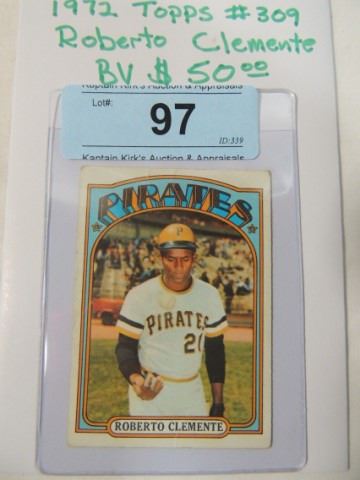 1972 Topps #309
Roberto Clemente
BV $50.00
Kaptain Kirk's Auction & Appraisals
Lot#:
97
ID:339
Kaptain Kirk's Auction & Appraisals
PIRATES
P
PIRATES
21
ROBERTO CLEMENTE